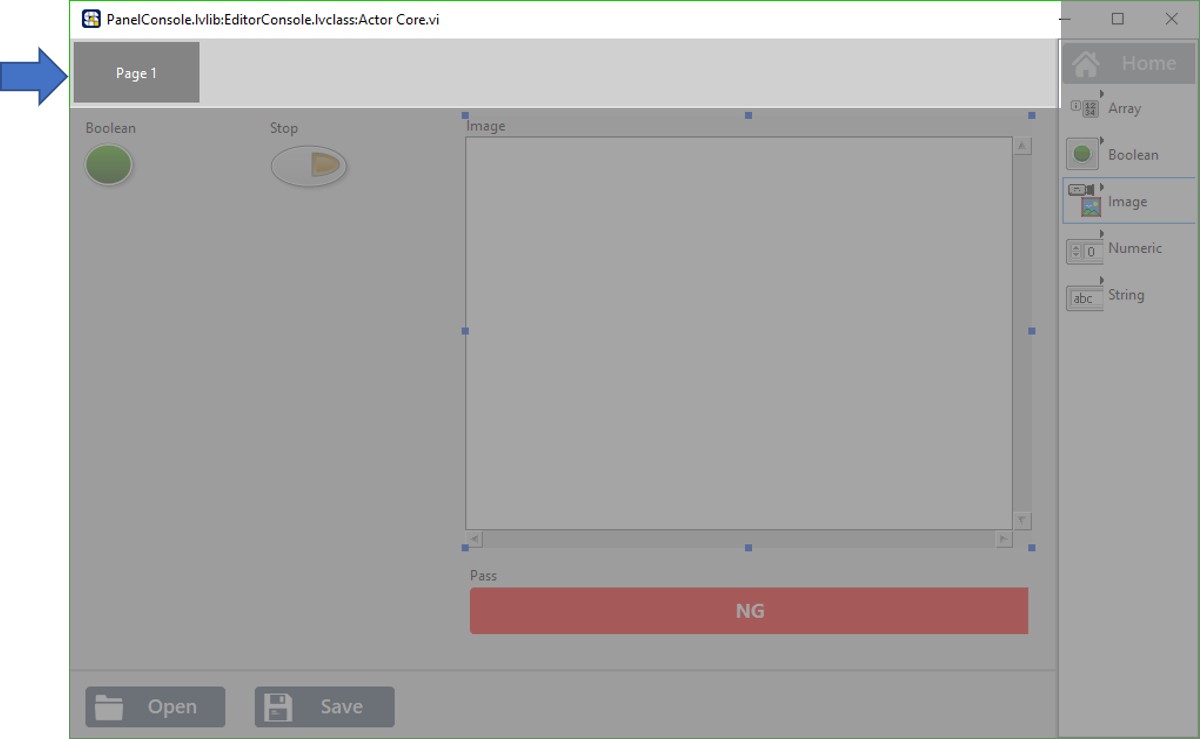 PanelConsole.lvlib:EditorConsole.lvclass:Actor Core.vi
Page 1
Home
Array
Boolean
Image
Numeric
0
String
abc
Boolean
Stop
Image
Pass
NG
Open
Save